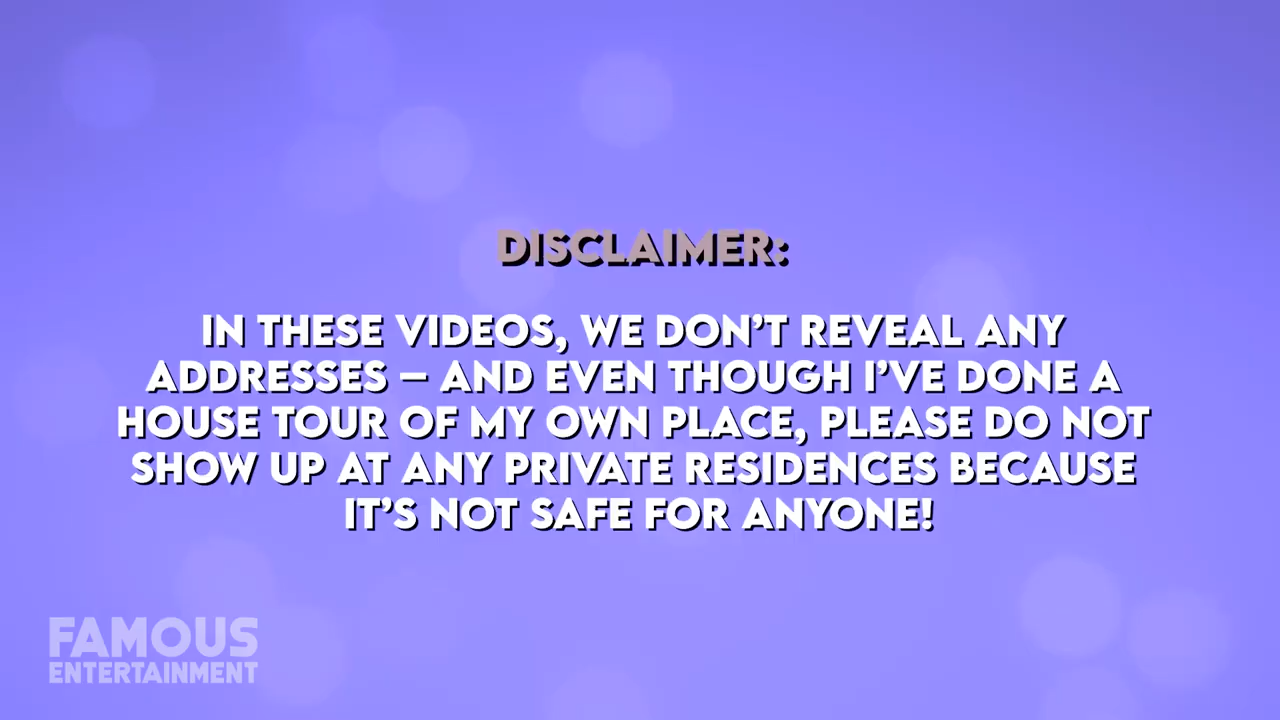 DISCLAIMER:
IN THESE VIDEOS, WE DON'T REVEAL ANY
ADDRESSES – AND EVEN THOUGH I'VE DONE A
HOUSE TOUR OF MY OWN PLACE, PLEASE DO NOT
SHOW UP AT ANY PRIVATE RESIDENCES BECAUSE
IT'S NOT SAFE FOR ANYONE!
FAMOUS
ENTERTAINMENT